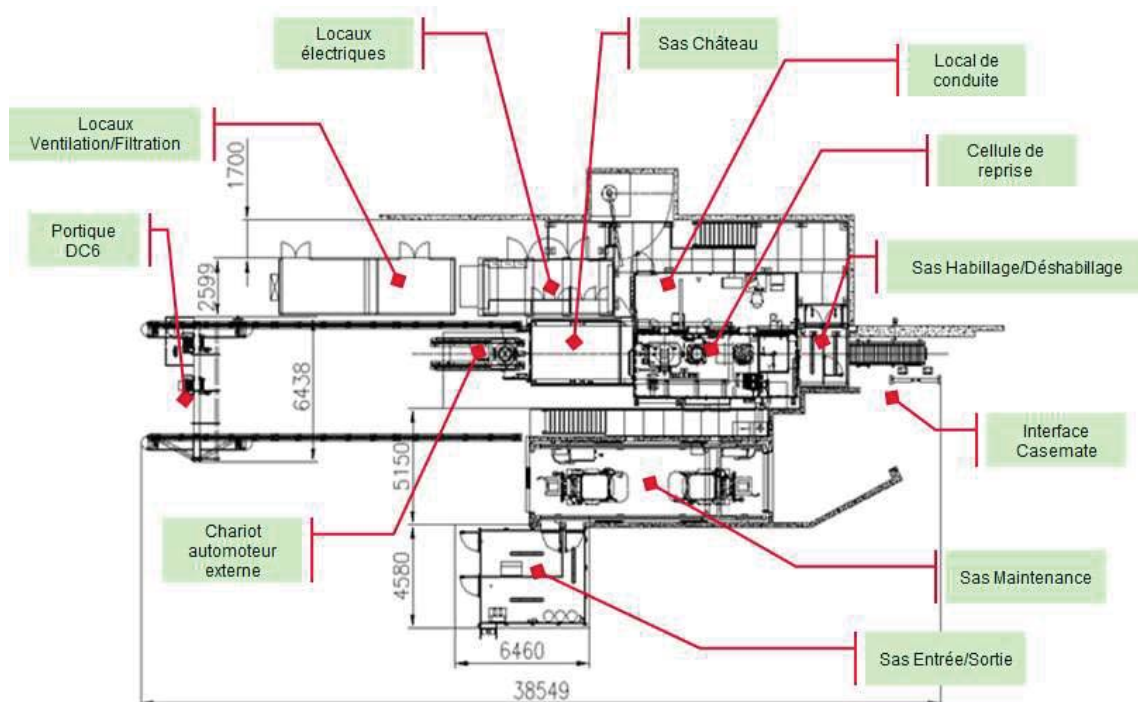 Locaux
électriques
Sas Château
Local de
conduite
Locaux
Ventilation/Filtration
Cellule de
reprise
1700
Portique
DC6
Sas Habillage/Déshabillage
2599
6438
Interface
Casemate
5150
Chariot
automoteur
externe
4580
Sas Maintenance
6460
Sas Entrée/Sortie
38549